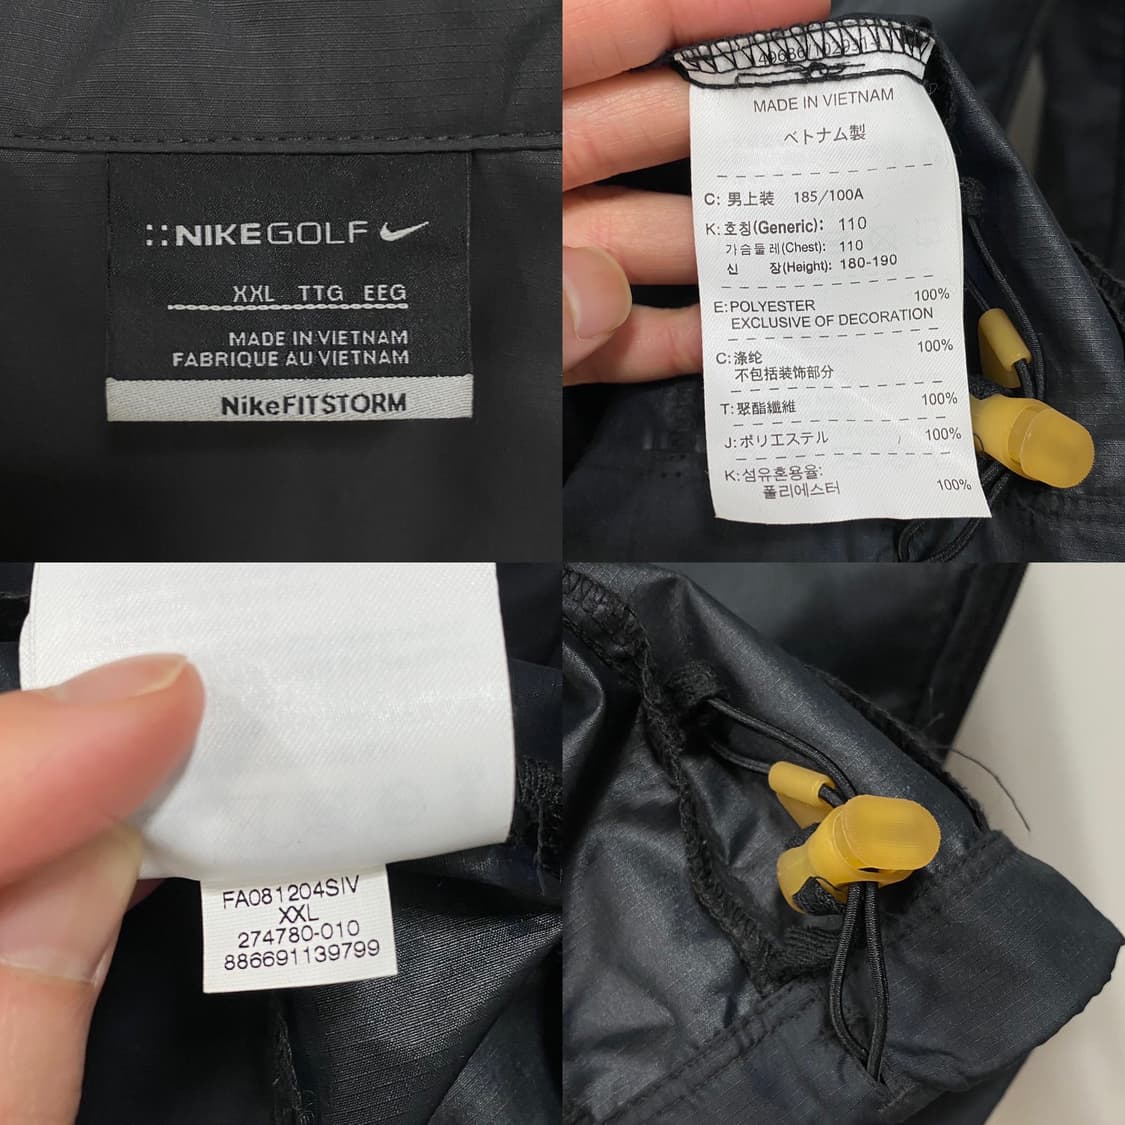 NIKEGOLF
XXL TTG EEG
MADE IN VIETNAM
FABRIQUE AU VIETNAM
NikeFITSTORM
MADE IN VIETNAM
ベトナム製
C: 男上装 185/100A
K: 호칭(Generic): 110
가슴둘레(Chest): 110
신 장(Height): 180-190
E: POLYESTER 100%
EXCLUSIVE OF DECORATION
C: 涤纶 100%
不包括装饰部分
T: 聚酯纖維 100%
J: ポリエステル 100%
K: 섬유혼용율:
폴리에스터 100%
FA081204SIV
XXL
274780-010
886691139799